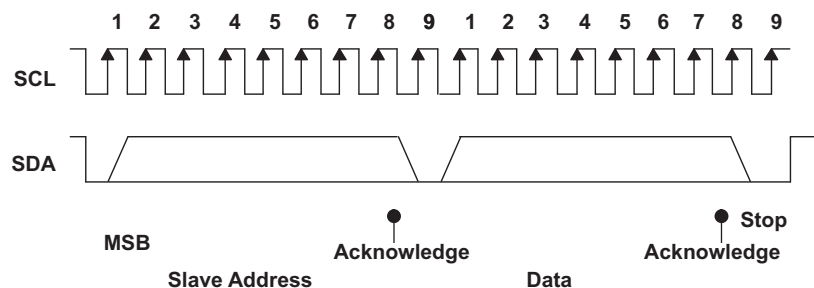 1 2 3 4 5 6 7 8 9 1 2 3 4 5 6 7 8 9
SCL
SDA
MSB
Acknowledge
Stop
Acknowledge
Slave Address
Data